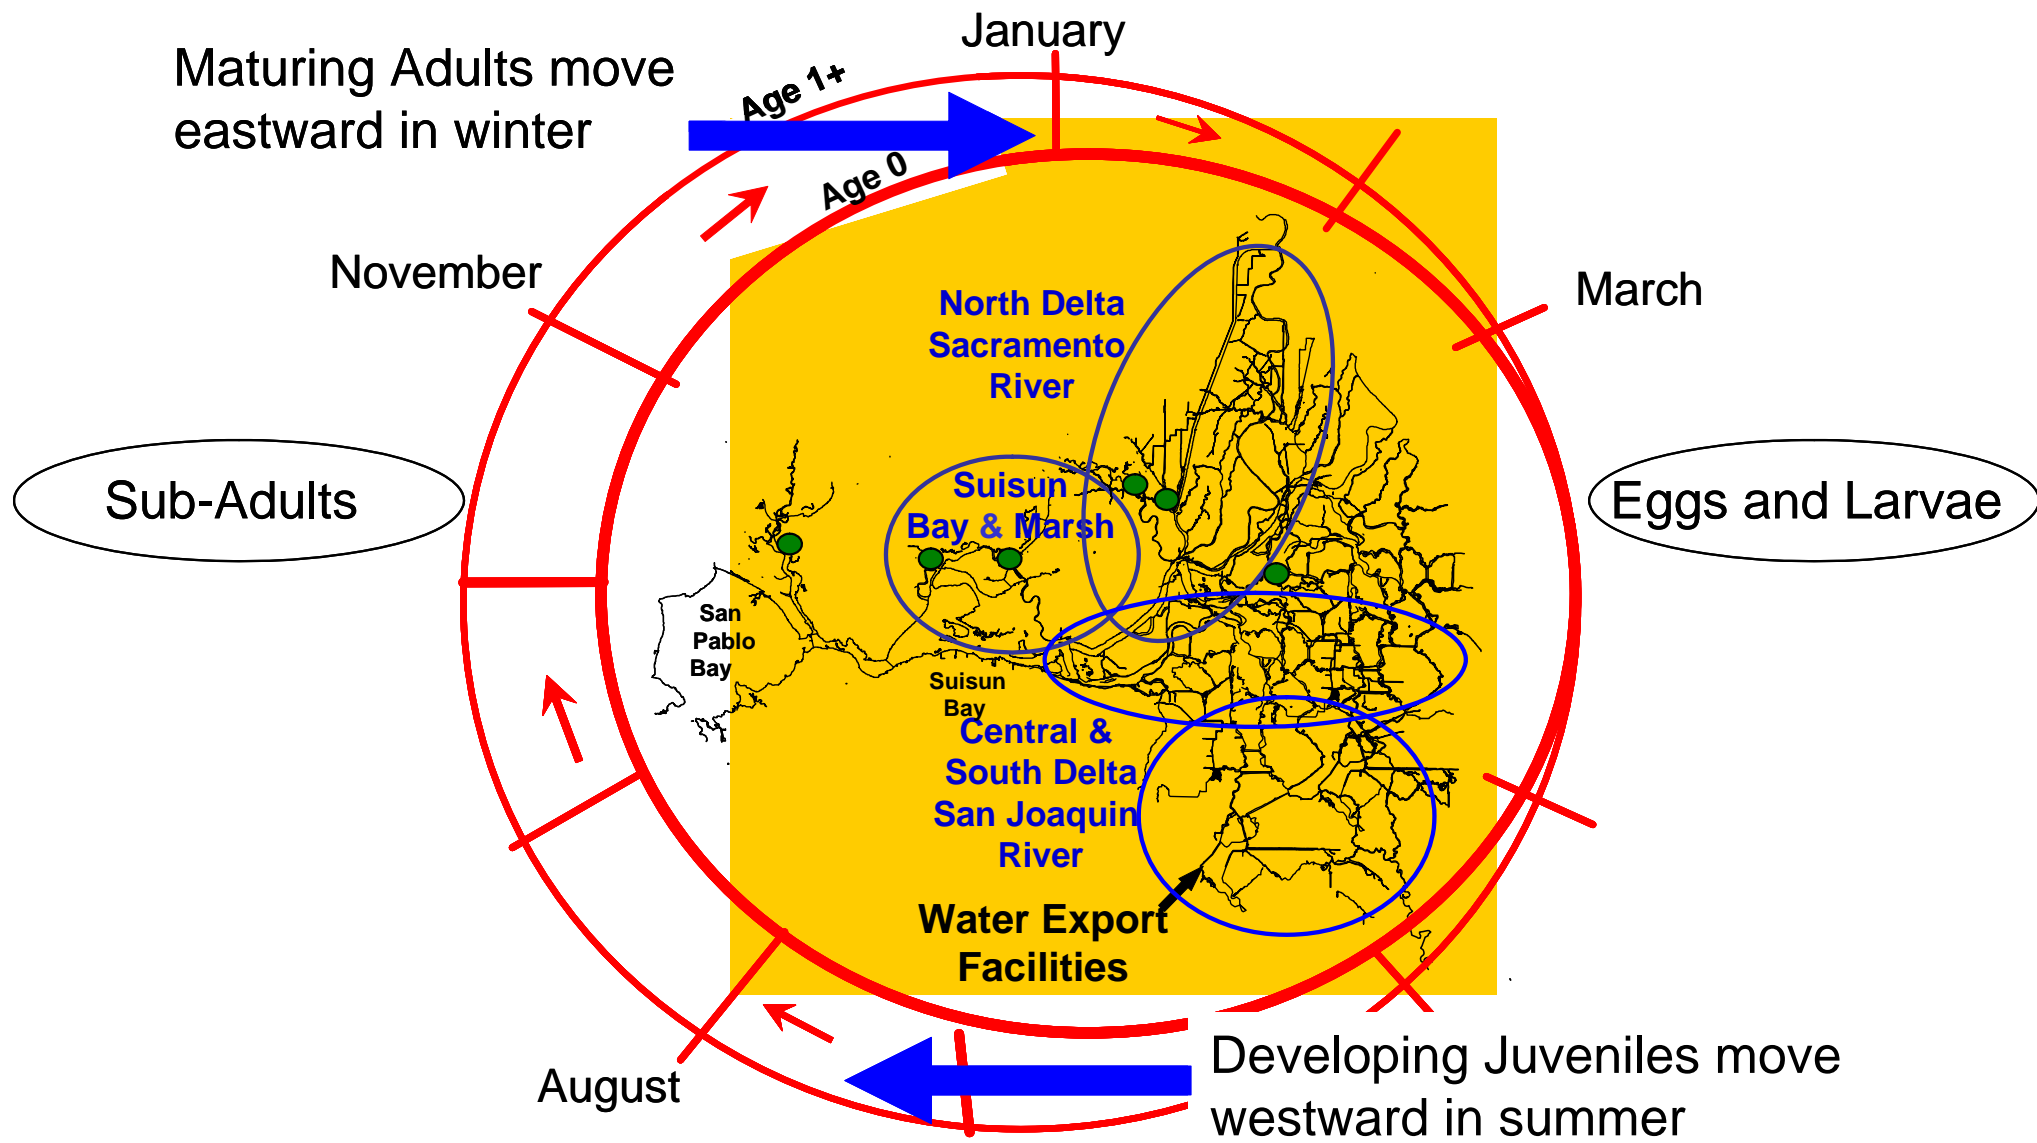 January
Maturing Adults move
eastward in winter
Age 1+
Age 0
November
March
North Delta
Sacramento
River
Sub-Adults
Suisun
Bay & Marsh
Eggs and Larvae
San
Pablo
Bay
Suisun
Bay
Central &
South Delta
San Joaquin
River
Water Export
Facilities
August
Developing Juveniles move
westward in summer